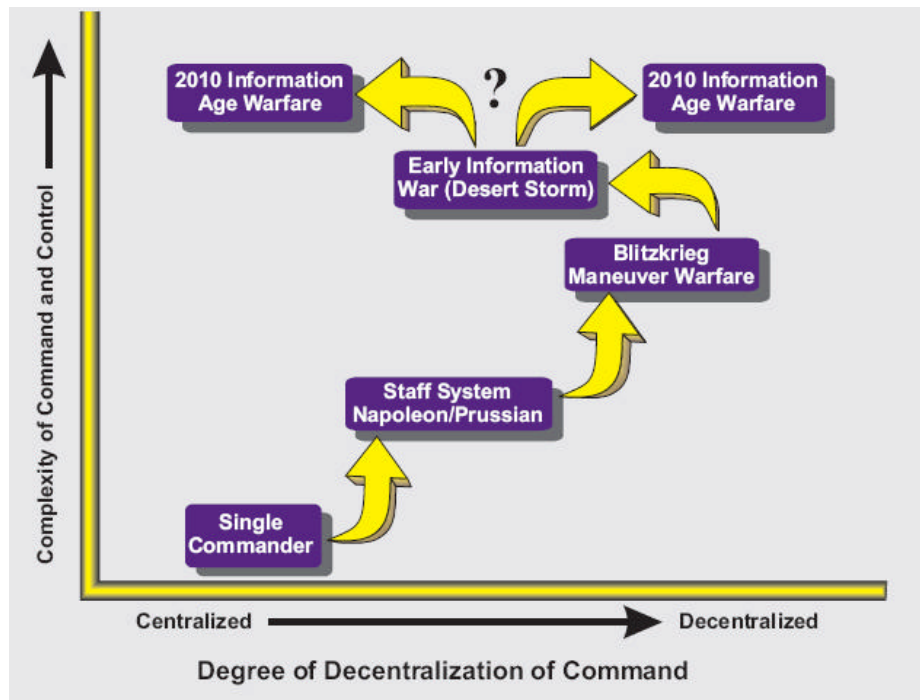 2010 Information
Age Warfare
?
2010 Information
Age Warfare
Early Information
War (Desert Storm)
Blitzkrieg
Maneuver Warfare
Staff System
Napoleon/Prussian
Single
Commander
Complexity of Command and Control
Centralized
Decentralized
Degree of Decentralization of Command